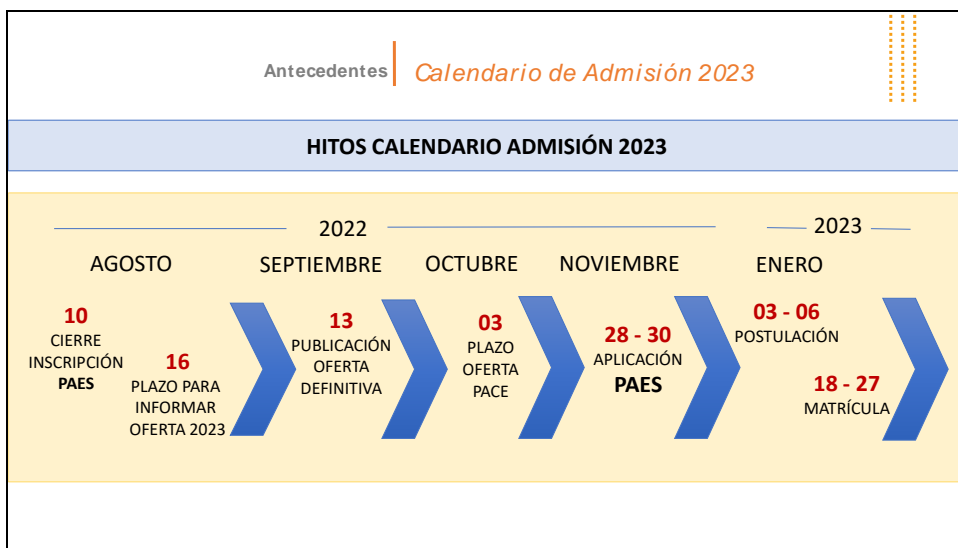 Antecedentes
Calendario de Admisión 2023
HITOS CALENDARIO ADMISIÓN 2023
2022
2023
AGOSTO
SEPTIEMBRE
OCTUBRE
NOVIEMBRE
ENERO
10
CIERRE
INSCRIPCIÓN
PAES
16
PLAZO PARA
INFORMAR
OFERTA 2023
13
PUBLICACIÓN
OFERTA
DEFINITIVA
03
PLAZO
OFERTA
PACE
28 - 30
APLICACIÓN
PAES
03 - 06
POSTULACIÓN
18 - 27
MATRÍCULA